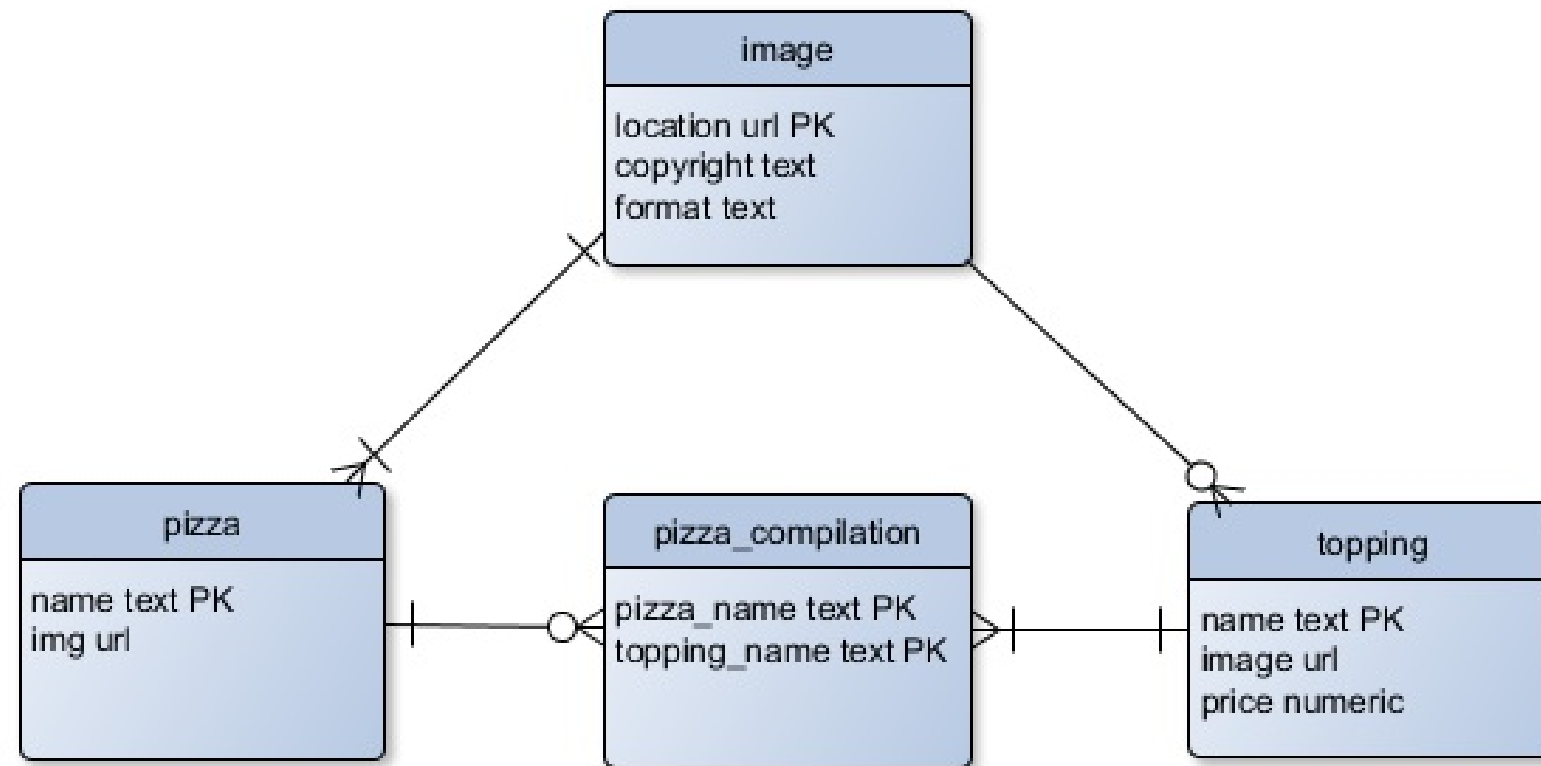 image
location url PK
copyright text
format text
pizza
name text PK
img url
pizza_compilation
pizza_name text PK
topping_name text PK
topping
name text PK
image url
price numeric